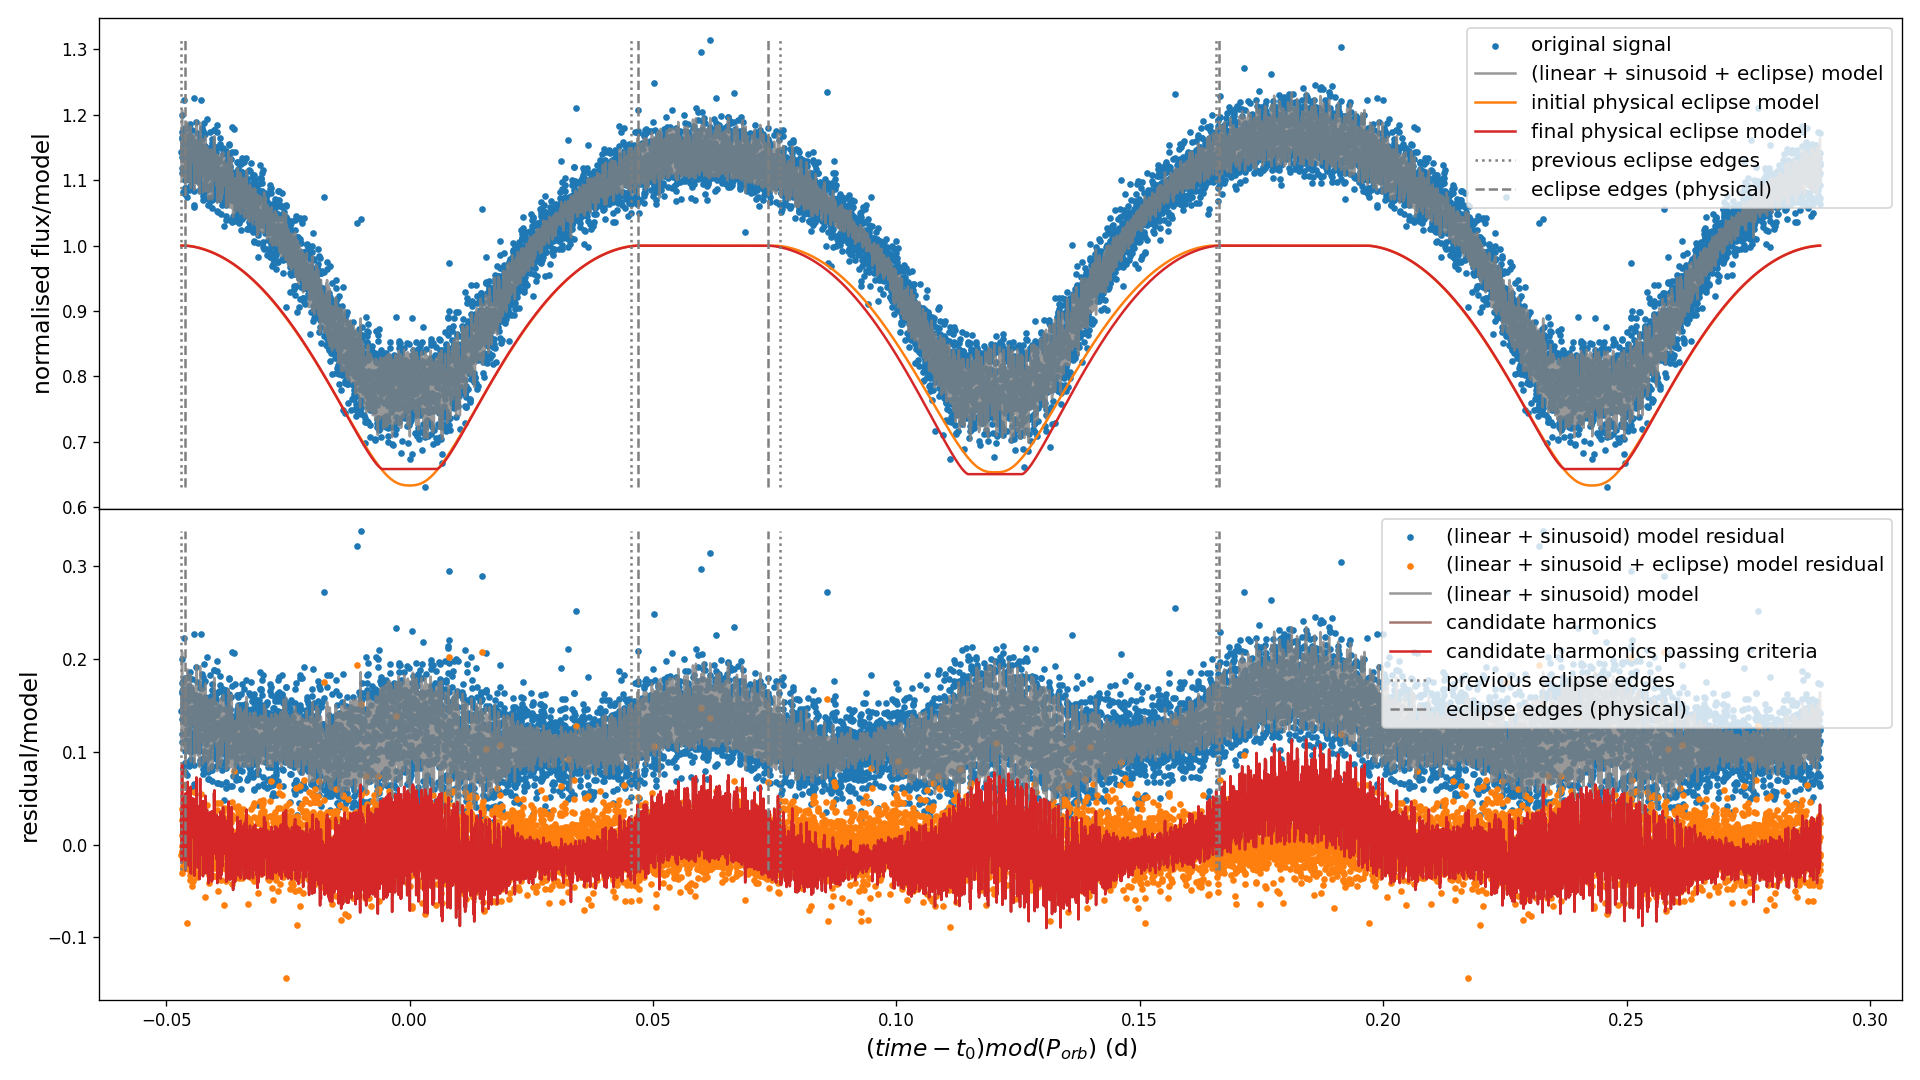 normalised flux/model
1.3
1.2
1.1
1.0
0.9
0.8
0.7
0.6
original signal
(linear + sinusoid + eclipse) model
initial physical eclipse model
final physical eclipse model
previous eclipse edges
eclipse edges (physical)
residual/model
0.3
0.2
0.1
0.0
−0.1
(linear + sinusoid) model residual
(linear + sinusoid + eclipse) model residual
(linear + sinusoid) model
candidate harmonics
candidate harmonics passing criteria
previous eclipse edges
eclipse edges (physical)
−0.05 0.00 0.05 0.10 0.15 0.20 0.25 0.30
(time − t₀)mod(P_orb) (d)